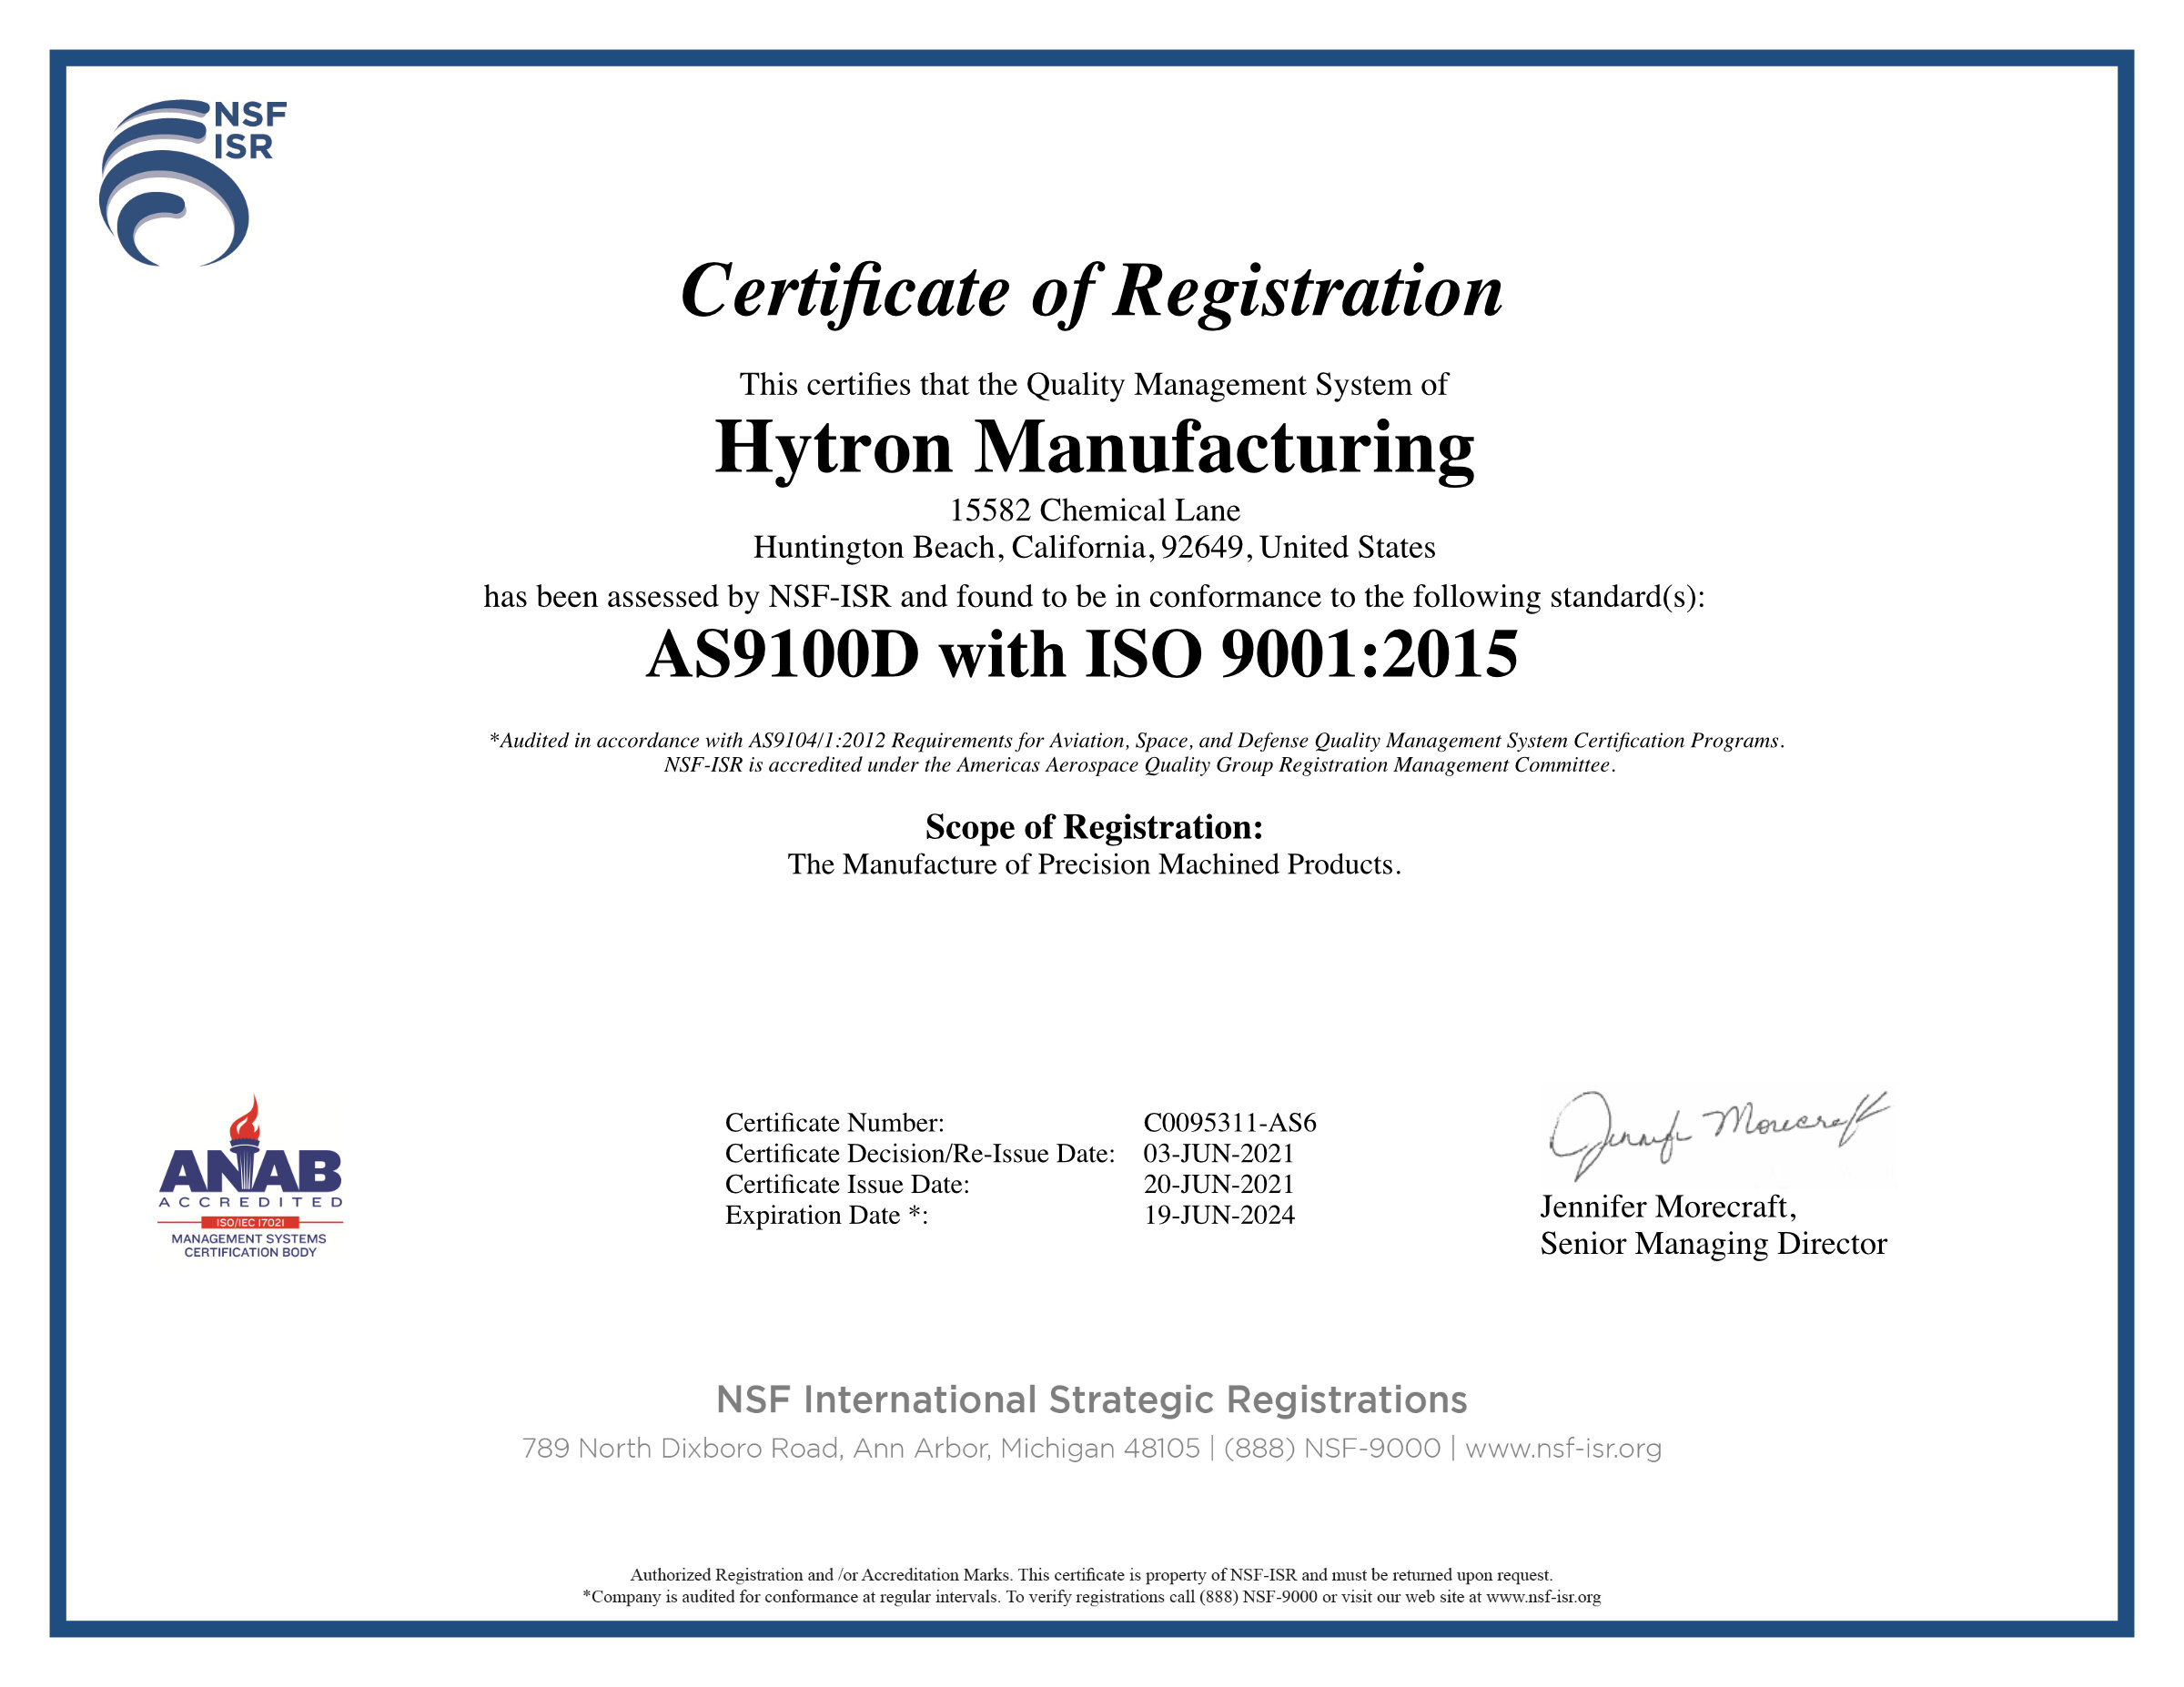 NSF
ISR
Certificate of Registration
This certifies that the Quality Management System of
Hytron Manufacturing
15582 Chemical Lane
Huntington Beach, California, 92649, United States
has been assessed by NSF-ISR and found to be in conformance to the following standard(s):
AS9100D with ISO 9001:2015
*Audited in accordance with AS9104/1:2012 Requirements for Aviation, Space, and Defense Quality Management System Certification Programs.
NSF-ISR is accredited under the Americas Aerospace Quality Group Registration Management Committee.
Scope of Registration:
The Manufacture of Precision Machined Products.
ANAB
ACCREDITED
ISO/IEC 17021
MANAGEMENT SYSTEMS
CERTIFICATION BODY
Certificate Number: C0095311-AS6
Certificate Decision/Re-Issue Date: 03-JUN-2021
Certificate Issue Date: 20-JUN-2021
Expiration Date *: 19-JUN-2024
Jennifer Morecraft
Jennifer Morecraft,
Senior Managing Director
NSF International Strategic Registrations
789 North Dixboro Road, Ann Arbor, Michigan 48105 | (888) NSF-9000 | www.nsf-isr.org
Authorized Registration and /or Accreditation Marks. This certificate is property of NSF-ISR and must be returned upon request.
*Company is audited for conformance at regular intervals. To verify registrations call (888) NSF-9000 or visit our web site at www.nsf-isr.org